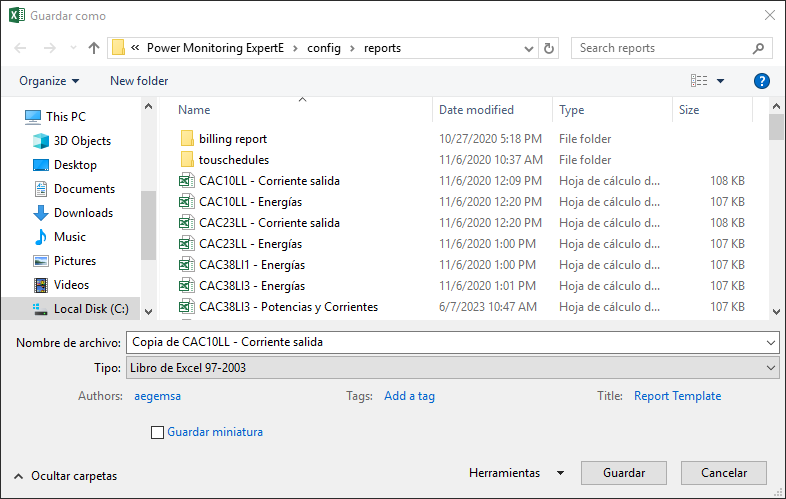 Guardar como
« Power Monitoring ExpertE > config > reports
Search reports
Organize
New folder
?
Name
Date modified
Type
Size
This PC
3D Objects
Desktop
Documents
Downloads
Music
Pictures
Videos
Local Disk (C:)
billing report 10/27/2020 5:18 PM File folder
touschedules 11/6/2020 10:37 AM File folder
CAC10LL - Corriente salida 11/6/2020 12:09 PM Hoja de cálculo d... 108 KB
CAC10LL - Energías 11/6/2020 12:20 PM Hoja de cálculo d... 107 KB
CAC23LL - Corriente salida 11/6/2020 12:20 PM Hoja de cálculo d... 108 KB
CAC23LL - Energías 11/6/2020 1:00 PM Hoja de cálculo d... 107 KB
CAC38LI1 - Energías 11/6/2020 1:00 PM Hoja de cálculo d... 107 KB
CAC38LI3 - Energías 11/6/2020 1:01 PM Hoja de cálculo d... 107 KB
CAC38LI3 - Potencias y Corrientes 6/7/2023 10:47 AM Hoja de cálculo d... 107 KB
Nombre de archivo: Copia de CAC10LL - Corriente salida
Tipo: Libro de Excel 97-2003
Authors: aegemsa
Tags: Add a tag
Title: Report Template
Guardar miniatura
Ocultar carpetas
Herramientas
Guardar
Cancelar